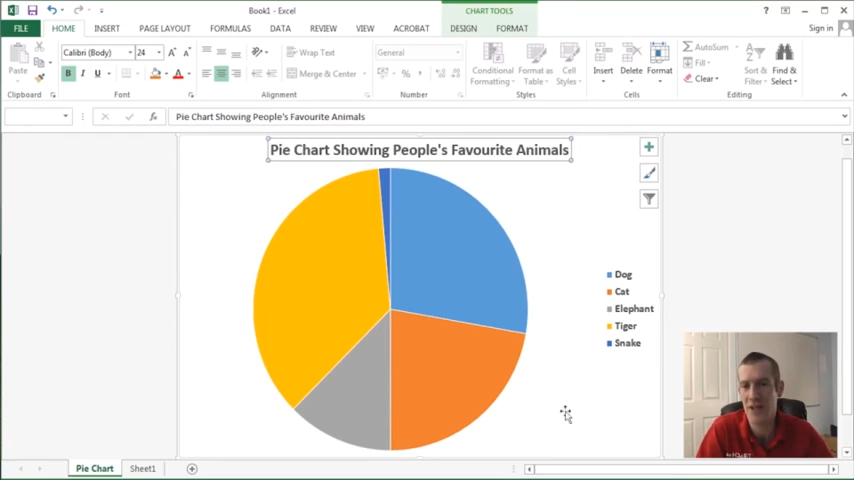 Book1 - Excel
CHART TOOLS
FILE HOME INSERT PAGE LAYOUT FORMULAS DATA REVIEW VIEW ACROBAT DESIGN FORMAT Sign in
Paste
Calibri (Body) 24
Wrap Text
Merge & Center
General
Conditional Formatting
Format as Table
Cell Styles
Insert Delete Format
AutoSum
Fill
Clear
Sort & Filter
Find & Select
Clipboard Font Alignment Number Styles Cells Editing
Pie Chart Showing People's Favourite Animals
Pie Chart Showing People's Favourite Animals
Dog
Cat
Elephant
Tiger
Snake
Pie Chart Sheet1